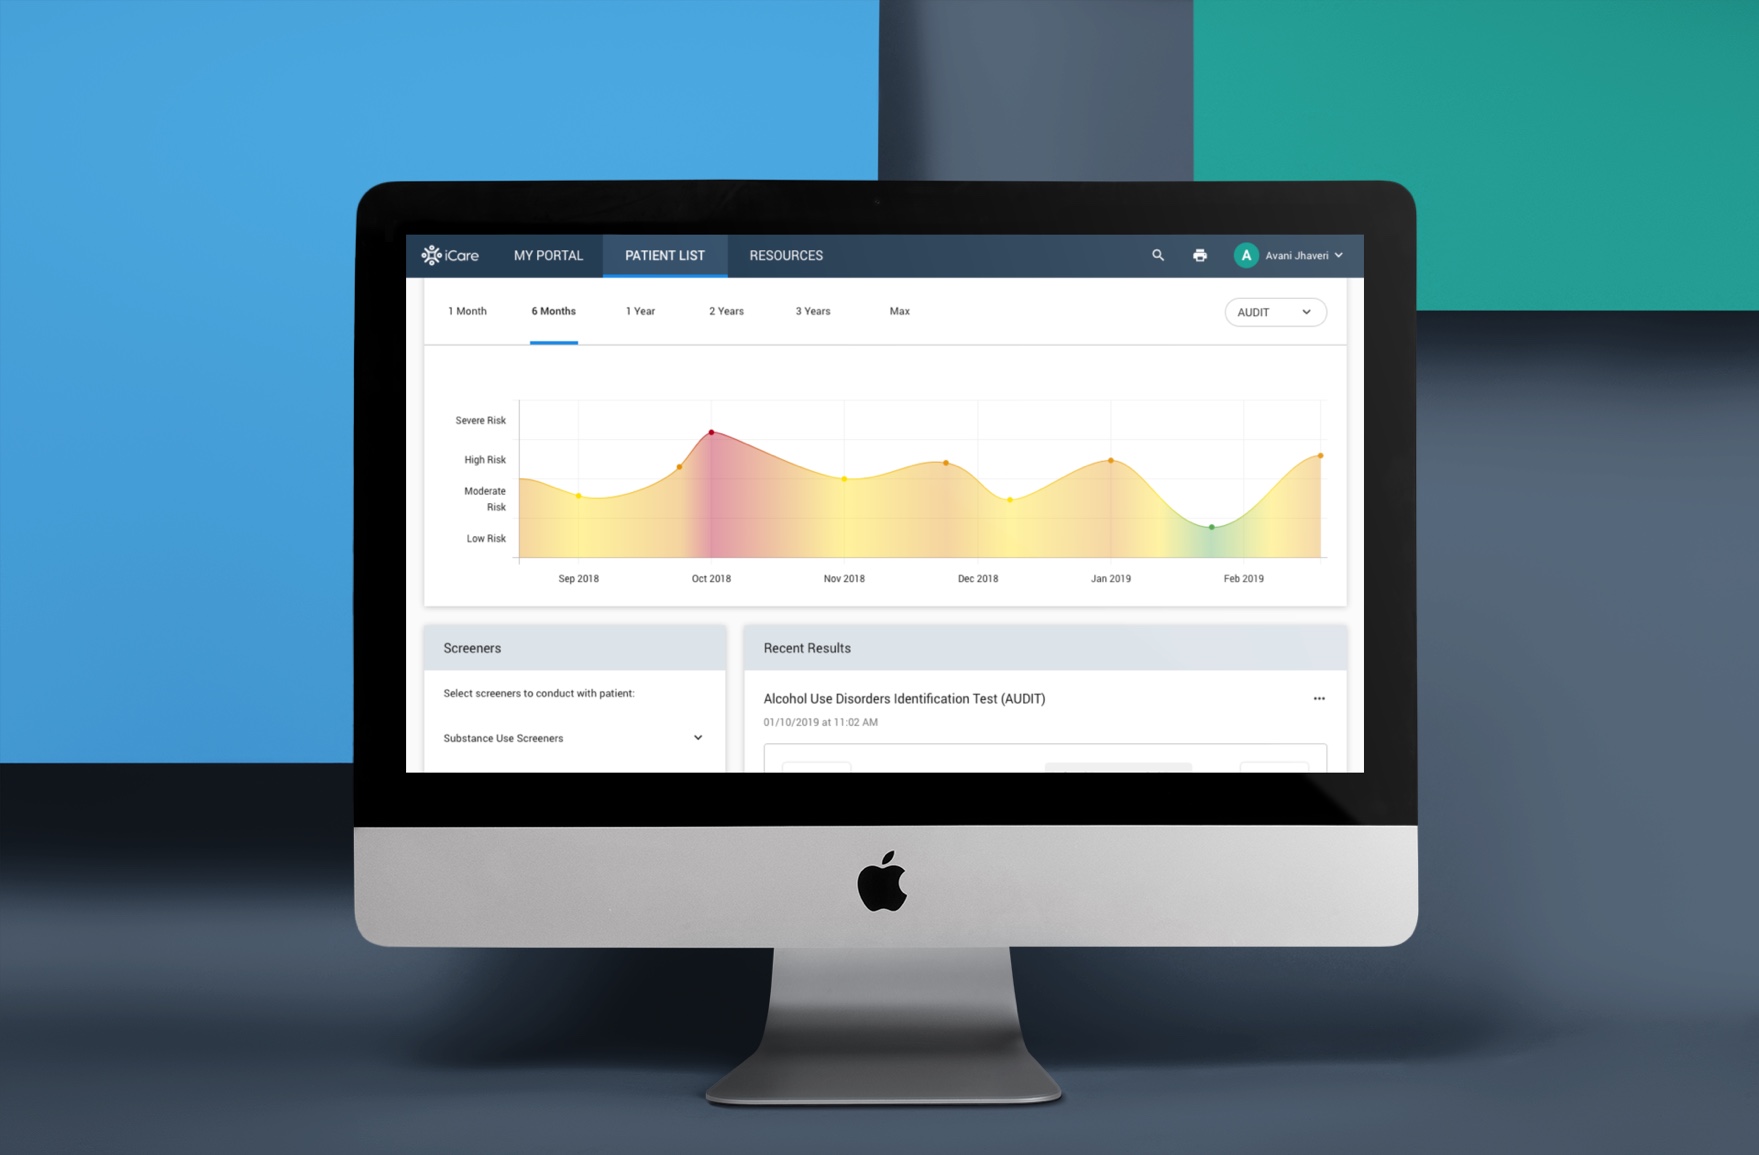 iCare MY PORTAL PATIENT LIST RESOURCES A Avani Jhaveri
1 Month 6 Months 1 Year 2 Years 3 Years Max AUDIT
Severe Risk
High Risk
Moderate
Risk
Low Risk
Sep 2018 Oct 2018 Nov 2018 Dec 2018 Jan 2019 Feb 2019
Screeners
Select screeners to conduct with patient:
Substance Use Screeners
Recent Results
Alcohol Use Disorders Identification Test (AUDIT)
01/10/2019 at 11:02 AM